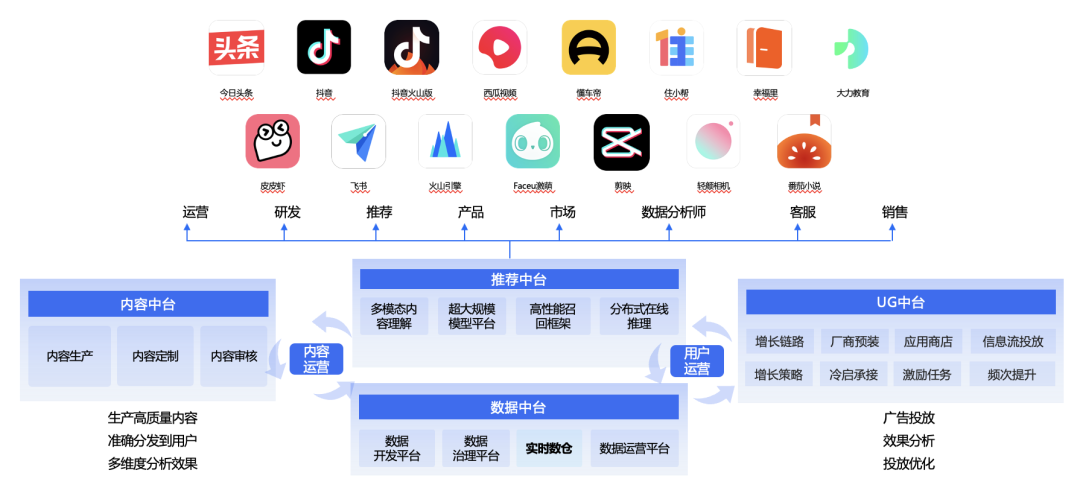 头条
今日头条
抖音
抖音火山版
西瓜视频
懂车帝
住
住小帮
幸福里
大力教育
皮皮虾
飞书
火山引擎
Faceu激萌
剪映
轻颜相机
番茄小说
运营
研发
推荐
产品
市场
数据分析师
客服
销售
内容中台
内容生产
内容定制
内容审核
生产高质量内容
准确分发到用户
多维度分析效果
内容
运营
推荐中台
多模态内
容理解
超大规模
模型平台
高性能召
回框架
分布式在线
推理
数据中台
数据
开发平台
数据
治理平台
实时数仓
数据运营平台
用户
运营
UG中台
增长链路
厂商预装
应用商店
信息流投放
增长策略
冷启承接
激励任务
频次提升
广告投放
效果分析
投放优化